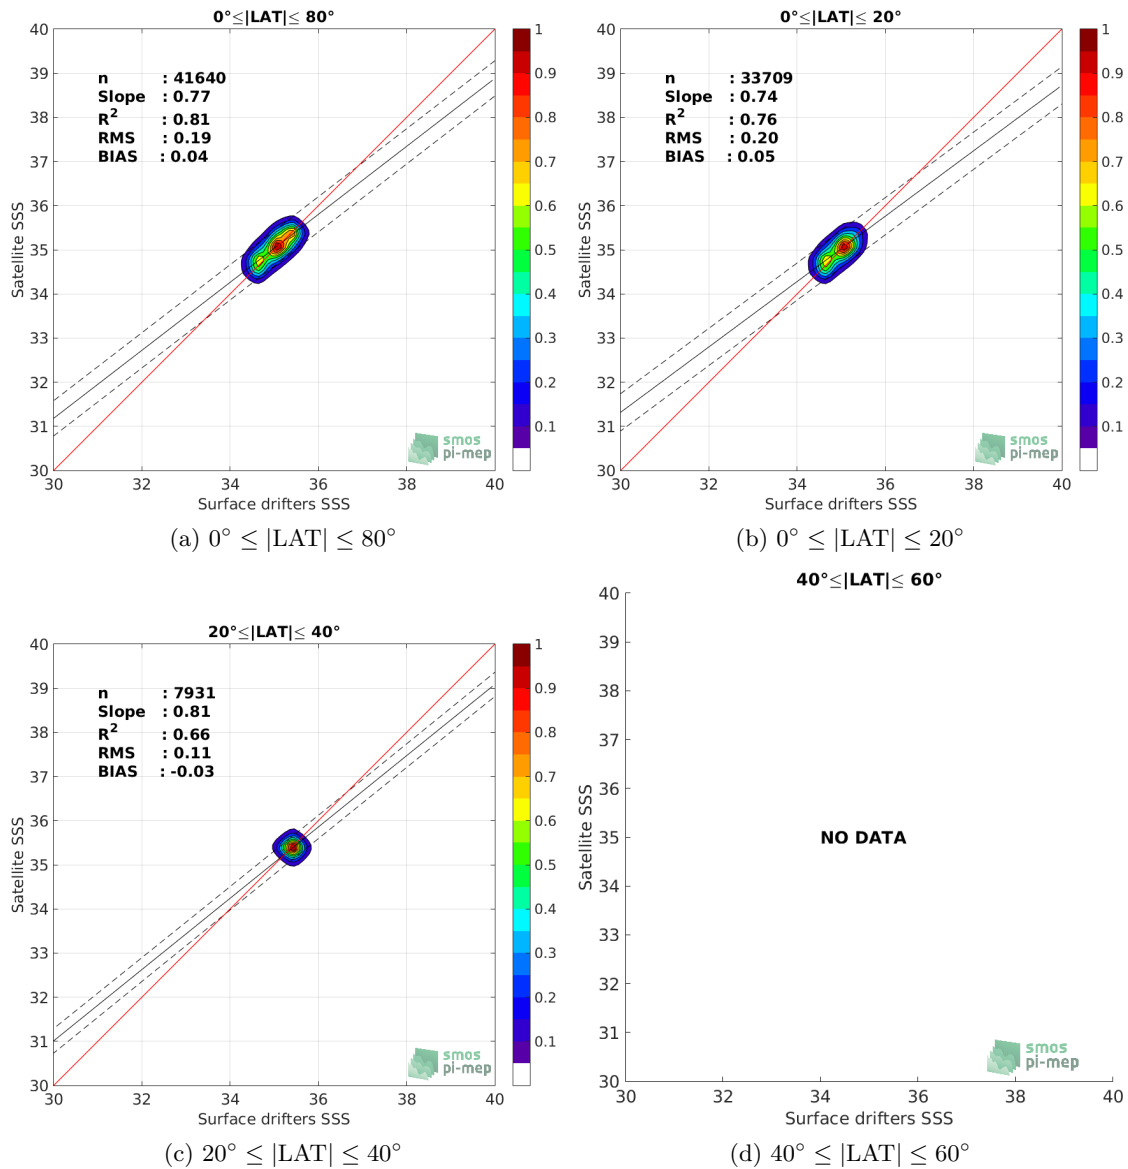 0°≤|LAT|≤ 80°
40
39
38
37
36
35
34
33
32
31
30
Satellite SSS
n : 41640
Slope : 0.77
R² : 0.81
RMS : 0.19
BIAS : 0.04
30 32 34 36 38 40
Surface drifters SSS
1
0.9
0.8
0.7
0.6
0.5
0.4
0.3
0.2
0.1
smos
pi-mep
(a) 0° ≤ |LAT| ≤ 80°
0°≤|LAT|≤ 20°
40
39
38
37
36
35
34
33
32
31
30
Satellite SSS
n : 33709
Slope : 0.74
R² : 0.76
RMS : 0.20
BIAS : 0.05
30 32 34 36 38 40
Surface drifters SSS
1
0.9
0.8
0.7
0.6
0.5
0.4
0.3
0.2
0.1
smos
pi-mep
(b) 0° ≤ |LAT| ≤ 20°
20°≤|LAT|≤ 40°
40
39
38
37
36
35
34
33
32
31
30
Satellite SSS
n : 7931
Slope : 0.81
R² : 0.66
RMS : 0.11
BIAS : -0.03
30 32 34 36 38 40
Surface drifters SSS
1
0.9
0.8
0.7
0.6
0.5
0.4
0.3
0.2
0.1
smos
pi-mep
(c) 20° ≤ |LAT| ≤ 40°
40°≤|LAT|≤ 60°
40
39
38
37
36
35
34
33
32
31
30
Satellite SSS
NO DATA
30 32 34 36 38 40
Surface drifters SSS
smos
pi-mep
(d) 40° ≤ |LAT| ≤ 60°